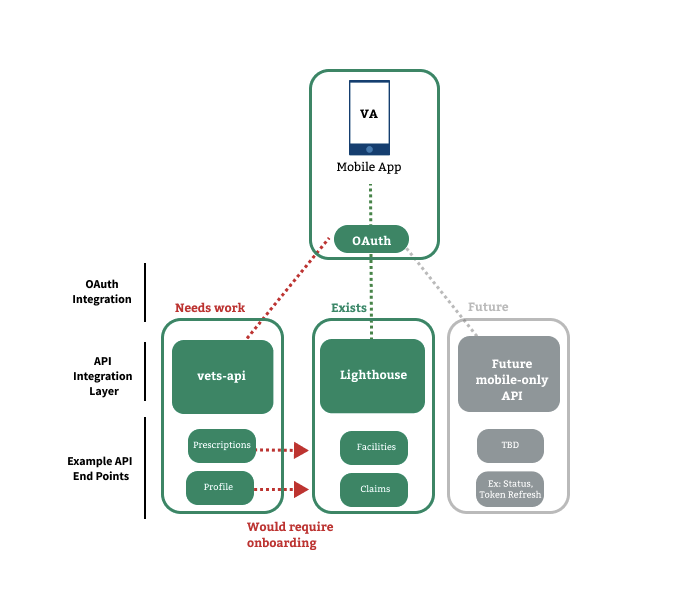 VA
Mobile App
OAuth
OAuth
Integration
Needs work
Exists
Future
API
Integration
Layer
vets-api
Lighthouse
Future
mobile-only
API
Example API
End Points
Prescriptions
Facilities
TBD
Profile
Claims
Ex: Status,
Token Refresh
Would require
onboarding